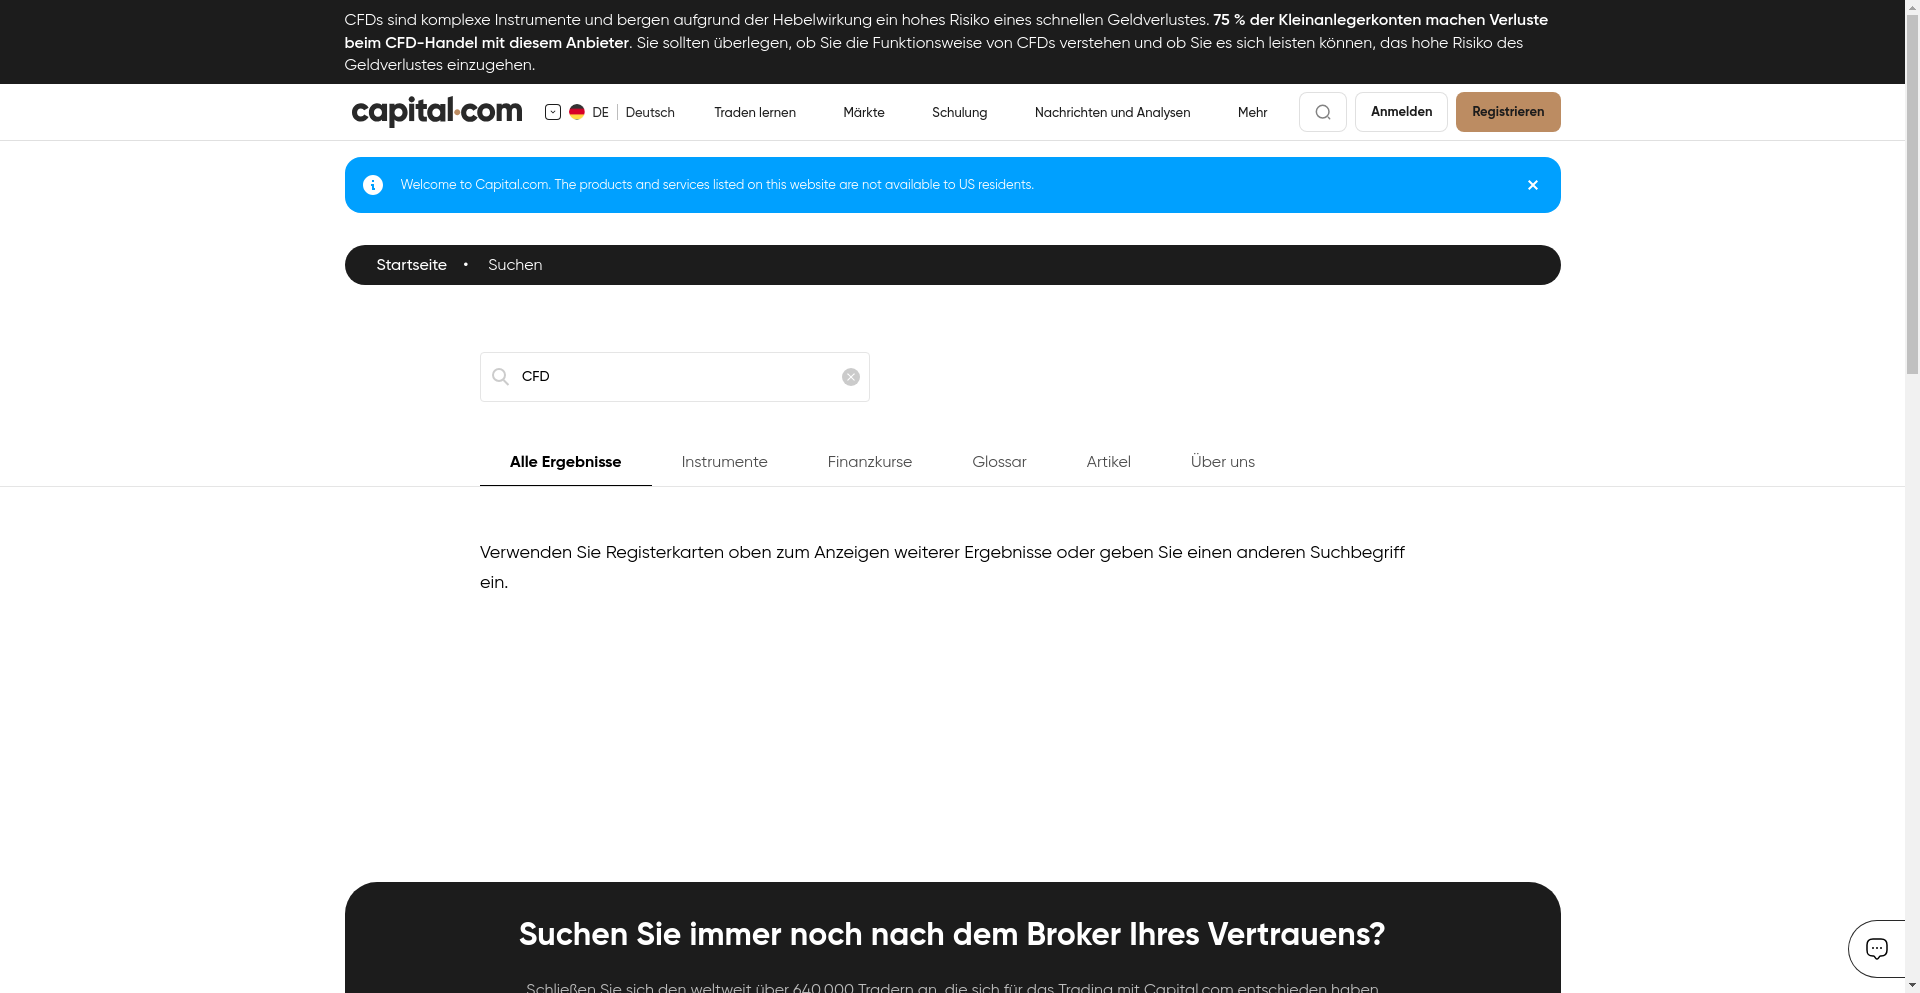 CFDs sind komplexe Instrumente und bergen aufgrund der Hebelwirkung ein hohes Risiko eines schnellen Geldverlustes. 75 % der Kleinanlegerkonten machen Verluste
beim CFD-Handel mit diesem Anbieter. Sie sollten überlegen, ob Sie die Funktionsweise von CFDs verstehen und ob Sie es sich leisten können, das hohe Risiko des
Geldverlustes einzugehen.
capital.com DE Deutsch Traden lernen Märkte Schulung Nachrichten und Analysen Mehr Anmelden Registrieren
Welcome to Capital.com. The products and services listed on this website are not available to US residents.
Startseite • Suchen
CFD
Alle Ergebnisse Instrumente Finanzkurse Glossar Artikel Über uns
Verwenden Sie Registerkarten oben zum Anzeigen weiterer Ergebnisse oder geben Sie einen anderen Suchbegriff
ein.
Suchen Sie immer noch nach dem Broker Ihres Vertrauens?
Schließen Sie sich den weltweit über 640.000 Tradern an, die sich für das Trading mit Capital.com entschieden haben